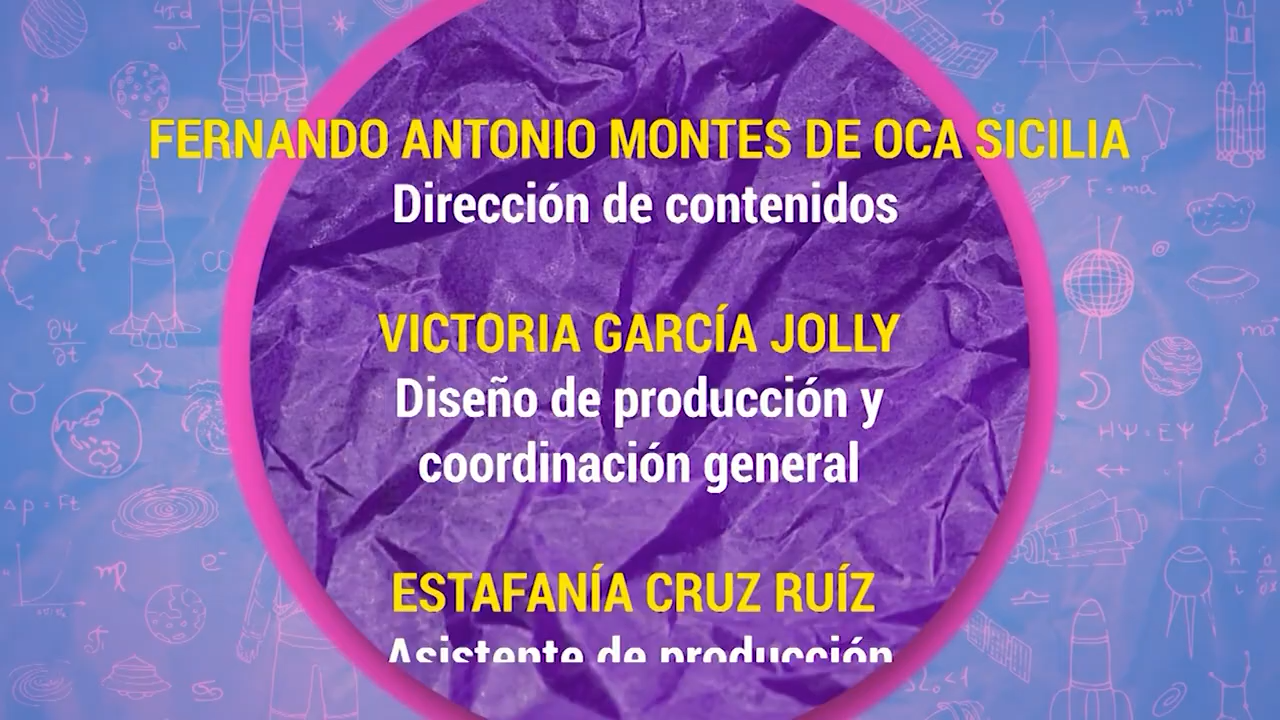 FERNANDO ANTONIO MONTES DE OCA SICILIA
Dirección de contenidos
VICTORIA GARCÍA JOLLY
Diseño de producción y
coordinación general
ESTAFANÍA CRUZ RUÍZ
Asistente de producción